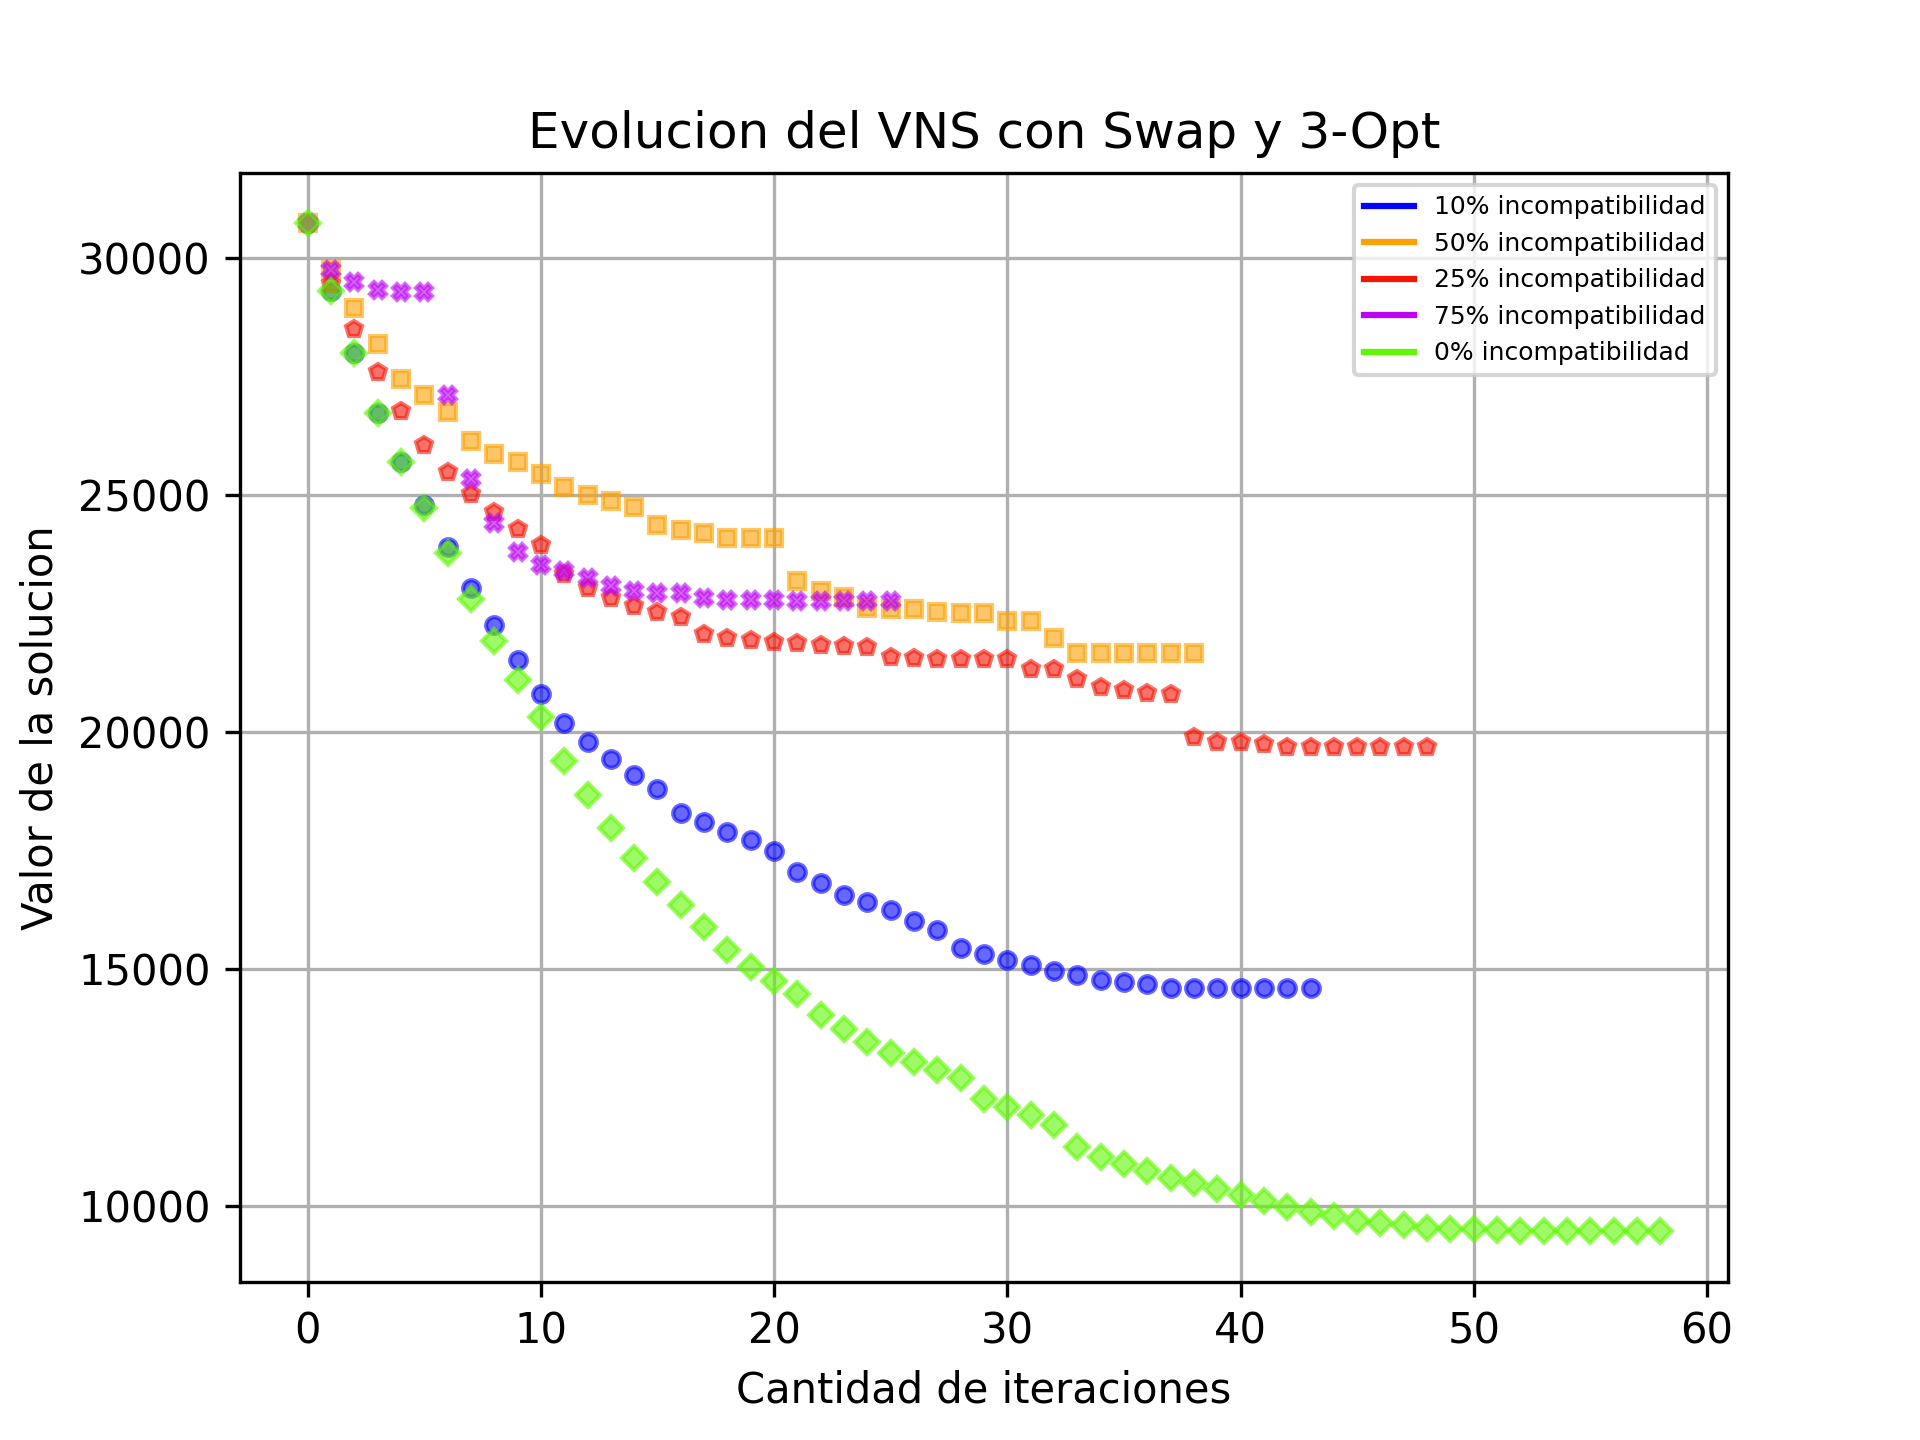 Evolucion del VNS con Swap y 3-Opt
10% incompatibilidad
50% incompatibilidad
25% incompatibilidad
75% incompatibilidad
0% incompatibilidad
Valor de la solucion
30000
25000
20000
15000
10000
0 10 20 30 40 50 60
Cantidad de iteraciones